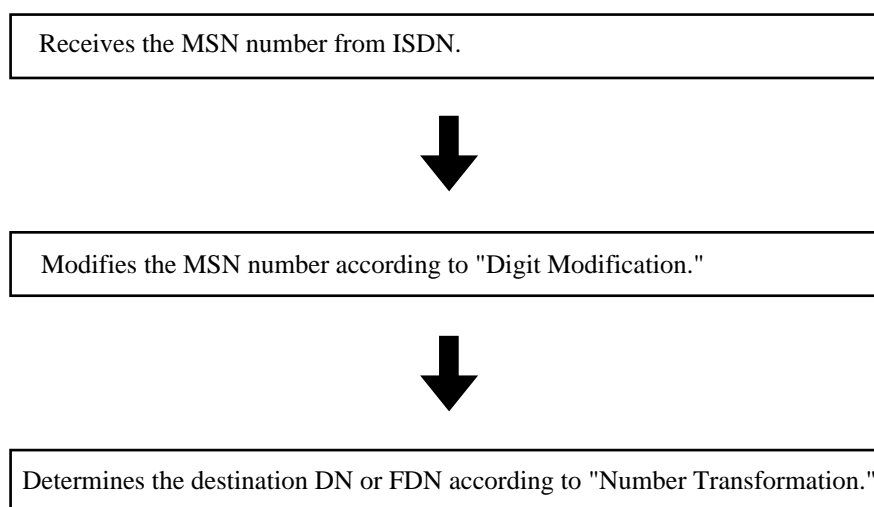 Receives the MSN number from ISDN.
Modifies the MSN number according to "Digit Modification."
Determines the destination DN or FDN according to "Number Transformation."